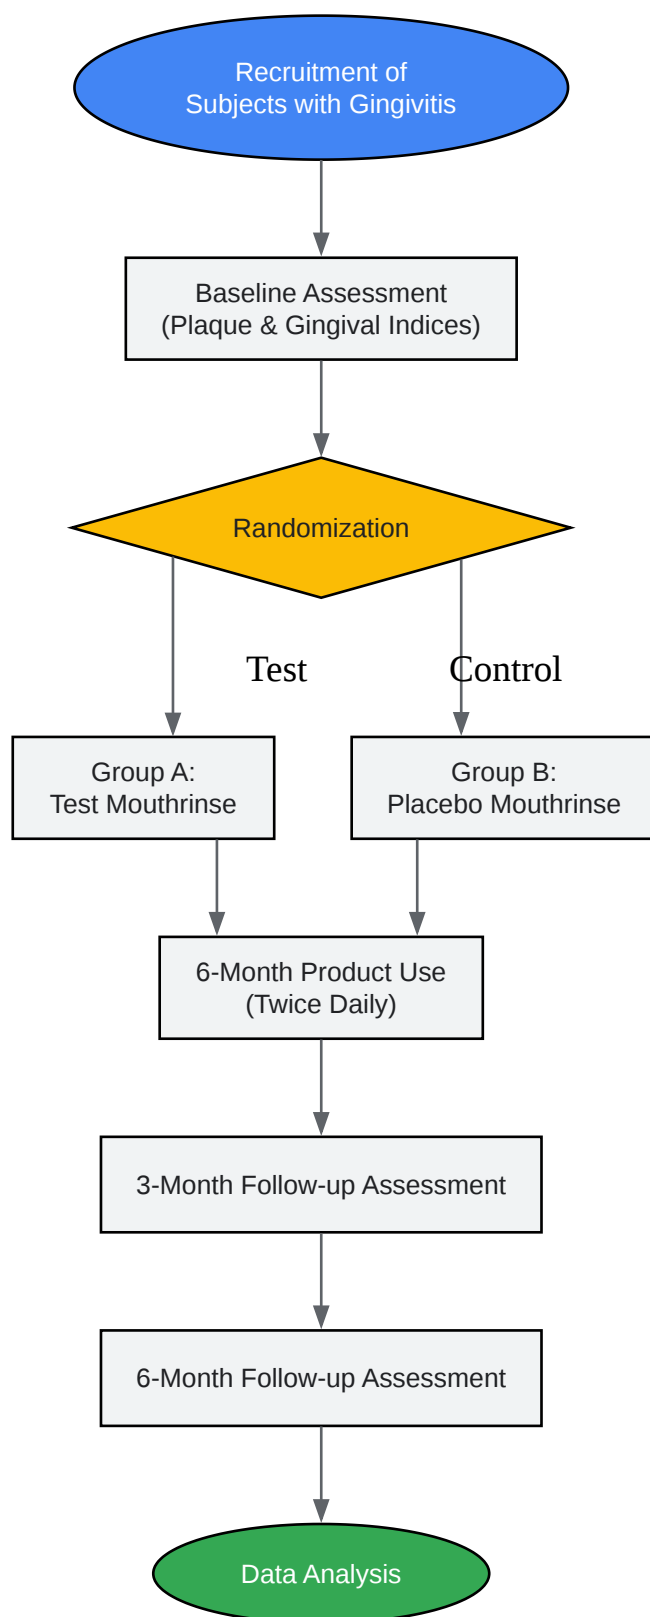 Recruitment of
Subjects with Gingivitis
Baseline Assessment
(Plaque & Gingival Indices)
Randomization
Test
Control
Group A:
Test Mouthrinse
Group B:
Placebo Mouthrinse
6-Month Product Use
(Twice Daily)
3-Month Follow-up Assessment
6-Month Follow-up Assessment
Data Analysis